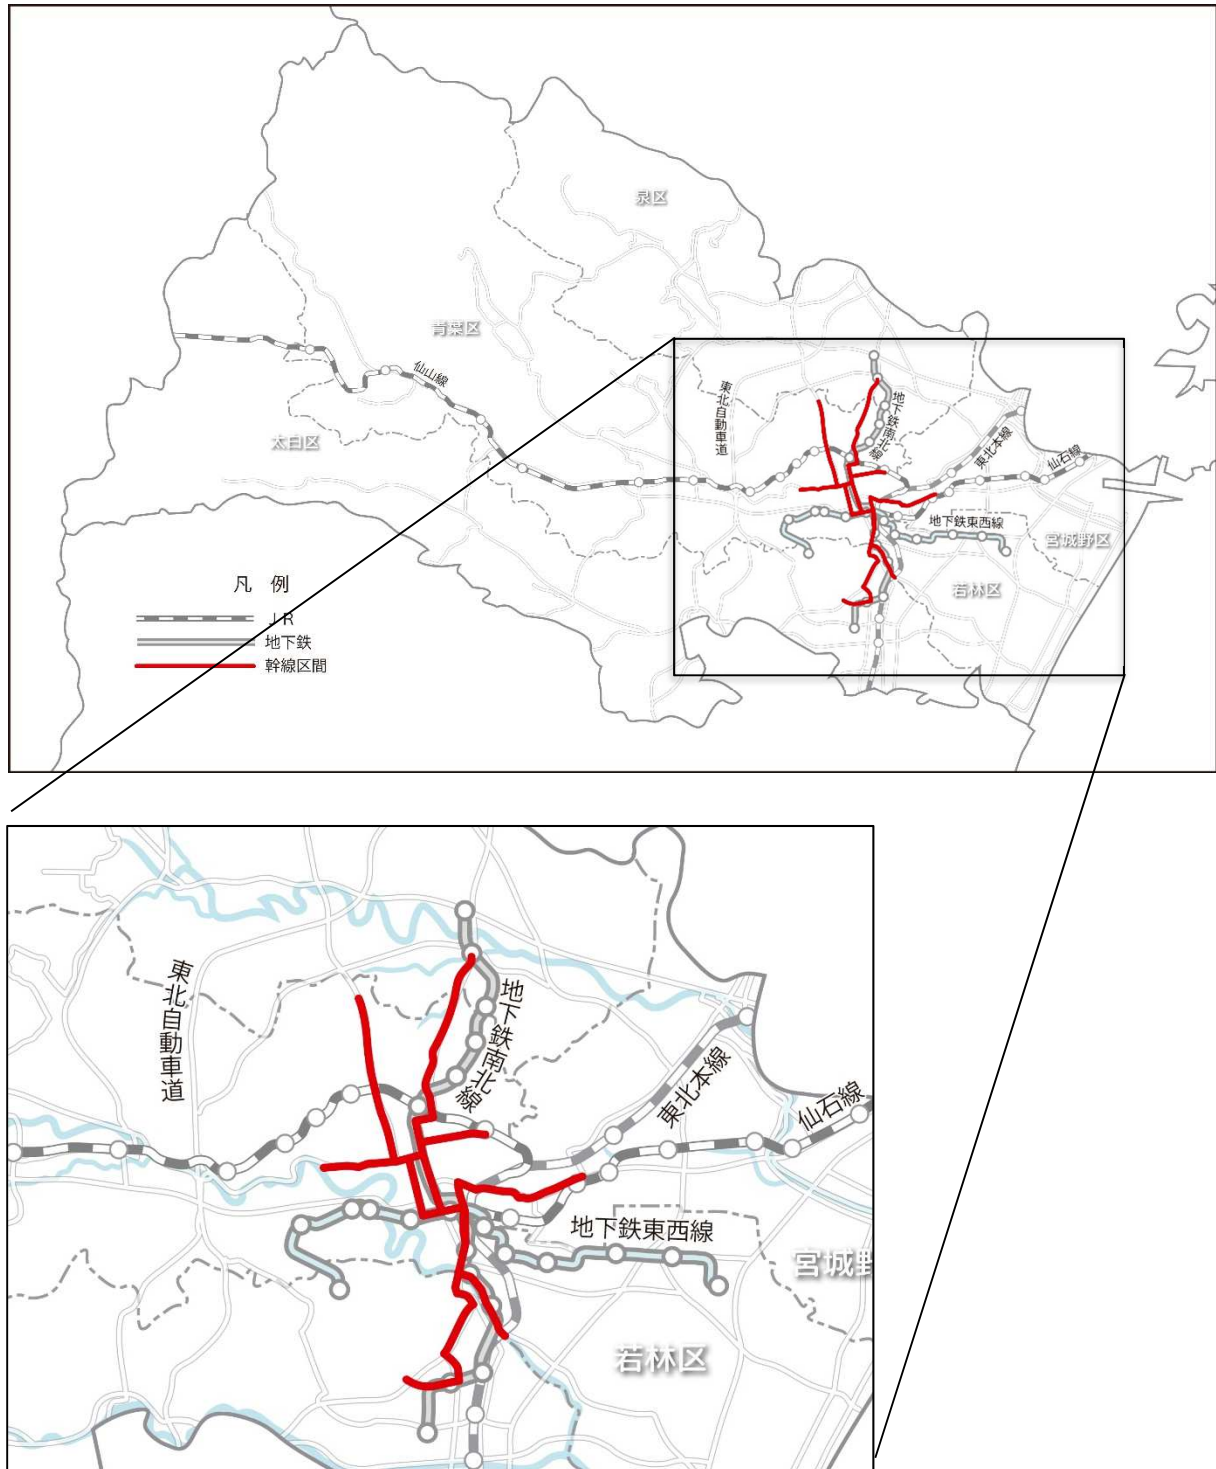 泉区
青葉区
仙山線
太白区
東北自動車道
地下鉄南北線
東北本線
仙石線
地下鉄東西線
宮城野区
若林区
凡 例
JR
地下鉄
幹線区間
東北自動車道
地下鉄南北線
東北本線
仙石線
地下鉄東西線
宮城野
若林区